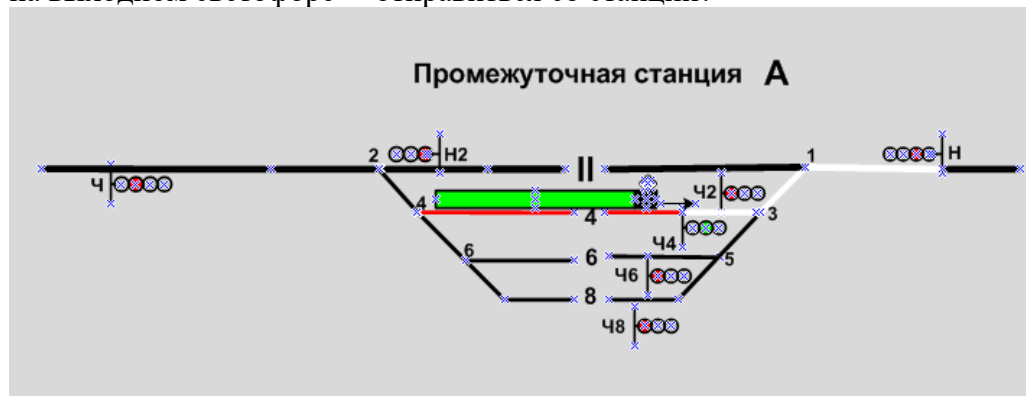 Промежуточная станция А
2 Н2 II 1 Н
Ч 4 4 Ч2 3
Ч4
6 6 Ч6 5
8 Ч8